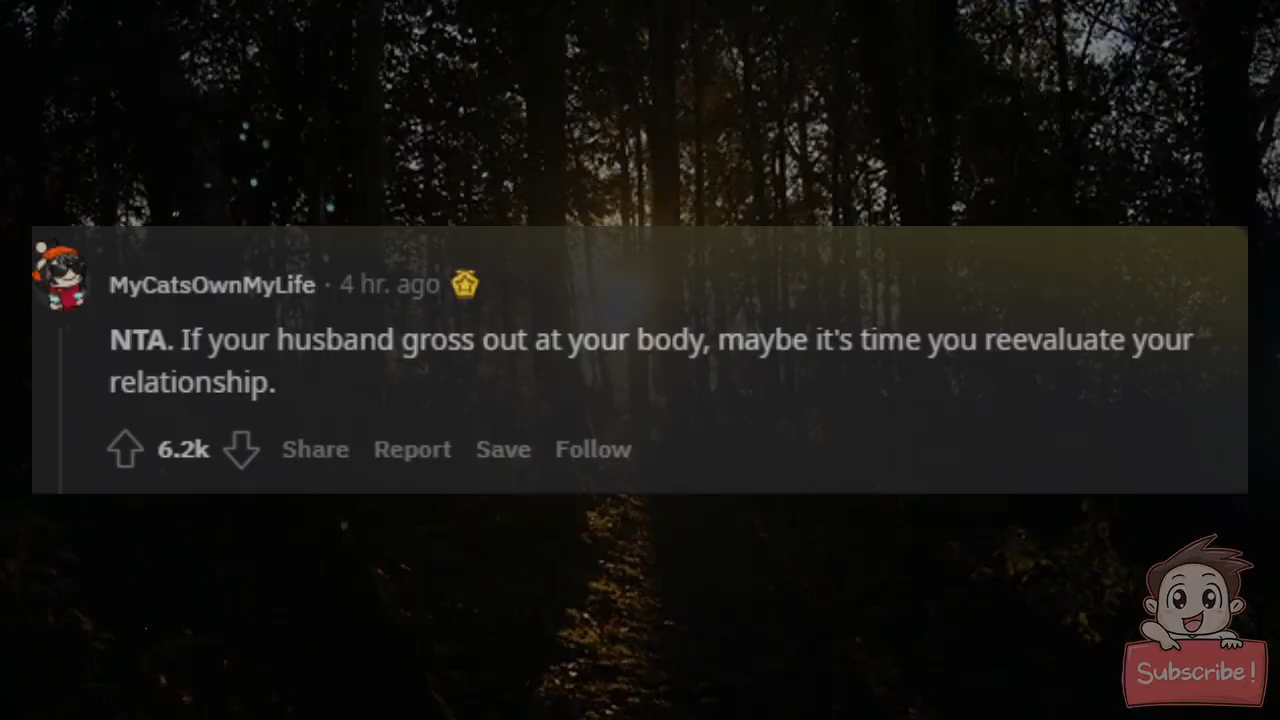 MyCatsOwnMyLife · 4 hr. ago
NTA. If your husband gross out at your body, maybe it's time you reevaluate your
relationship.
6.2k Share Report Save Follow
Subscribe!